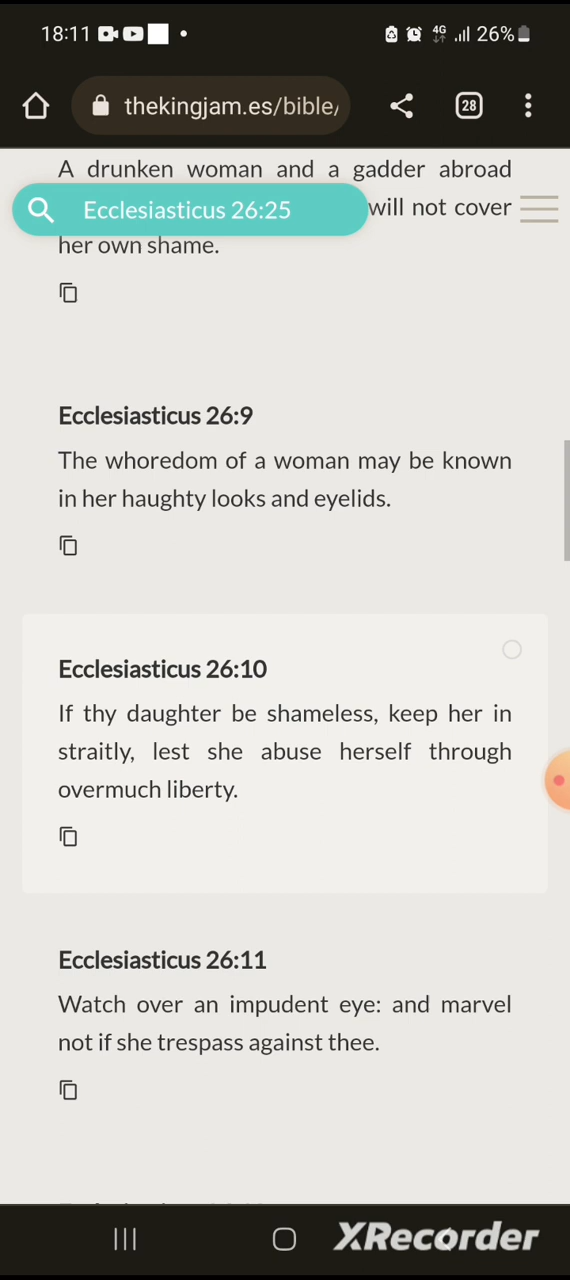 18:11
4G
26%
thekingjam.es/bible/
28
A drunken woman and a gadder abroad
Ecclesiasticus 26:25
will not cover
her own shame.
Ecclesiasticus 26:9
The whoredom of a woman may be known
in her haughty looks and eyelids.
Ecclesiasticus 26:10
If thy daughter be shameless, keep her in
straitly, lest she abuse herself through
overmuch liberty.
Ecclesiasticus 26:11
Watch over an impudent eye: and marvel
not if she trespass against thee.
XRecorder